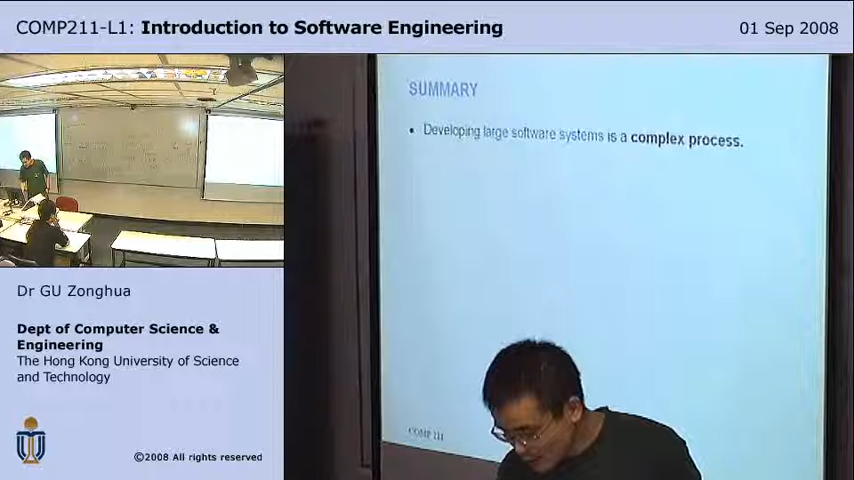 COMP211-L1: Introduction to Software Engineering
01 Sep 2008
SUMMARY
• Developing large software systems is a complex process.
COMP 111
Dr GU Zonghua
Dept of Computer Science &
Engineering
The Hong Kong University of Science
and Technology
©2008 All rights reserved